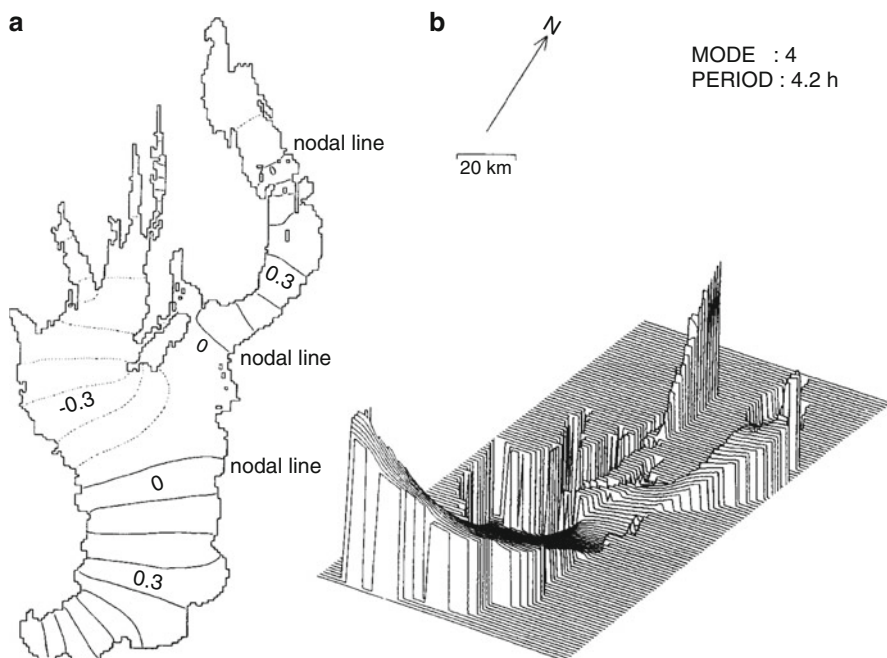 a
b
N
MODE : 4
PERIOD : 4.2 h
20 km
nodal line
0.3
0
nodal line
-0.3
nodal line
0
0.3